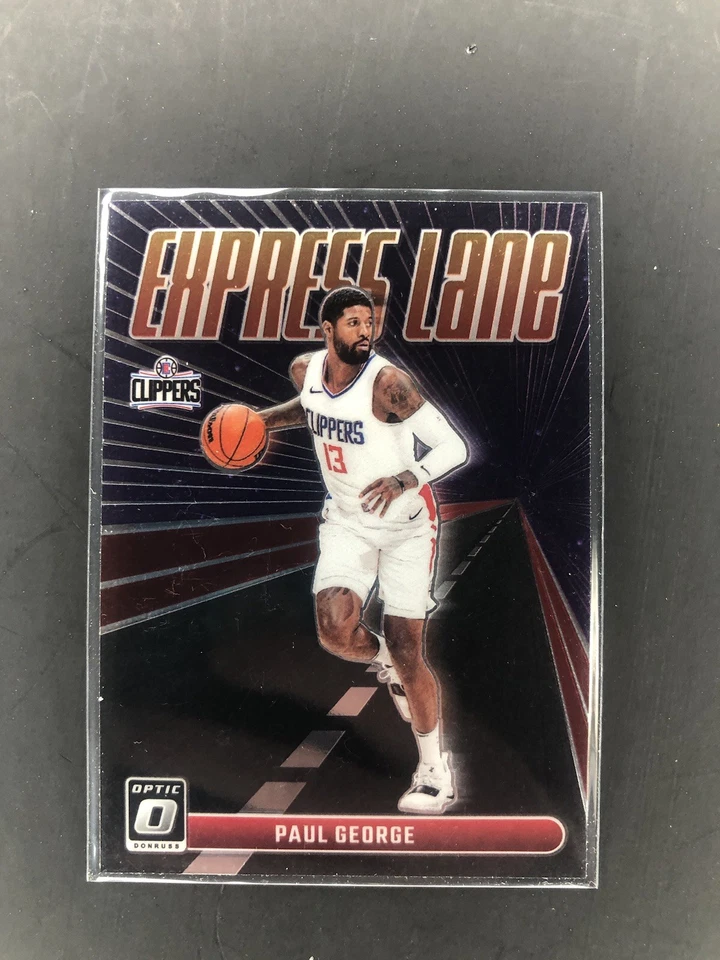 EXPRESS LANE
CLIPPERS
CLIPPERS
13
OPTIC
DONRUSS
PAUL GEORGE